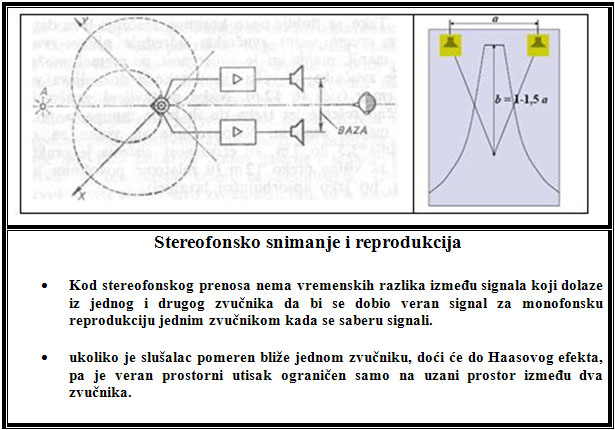 Y
A
X
BAZA
a
b = 1-1,5 a
Stereofonsko snimanje i reprodukcija
• Kod stereofonskog prenosa nema vremenskih razlika između signala koji dolaze
iz jednog i drugog zvučnika da bi se dobio veran signal za monofonsku
reprodukciju jednim zvučnikom kada se saberu signali.
• ukoliko je slušalac pomeren bliže jednom zvučniku, doći će do Haasovog efekta,
pa je veran prostorni utisak ograničen samo na uzani prostor između dva
zvučnika.